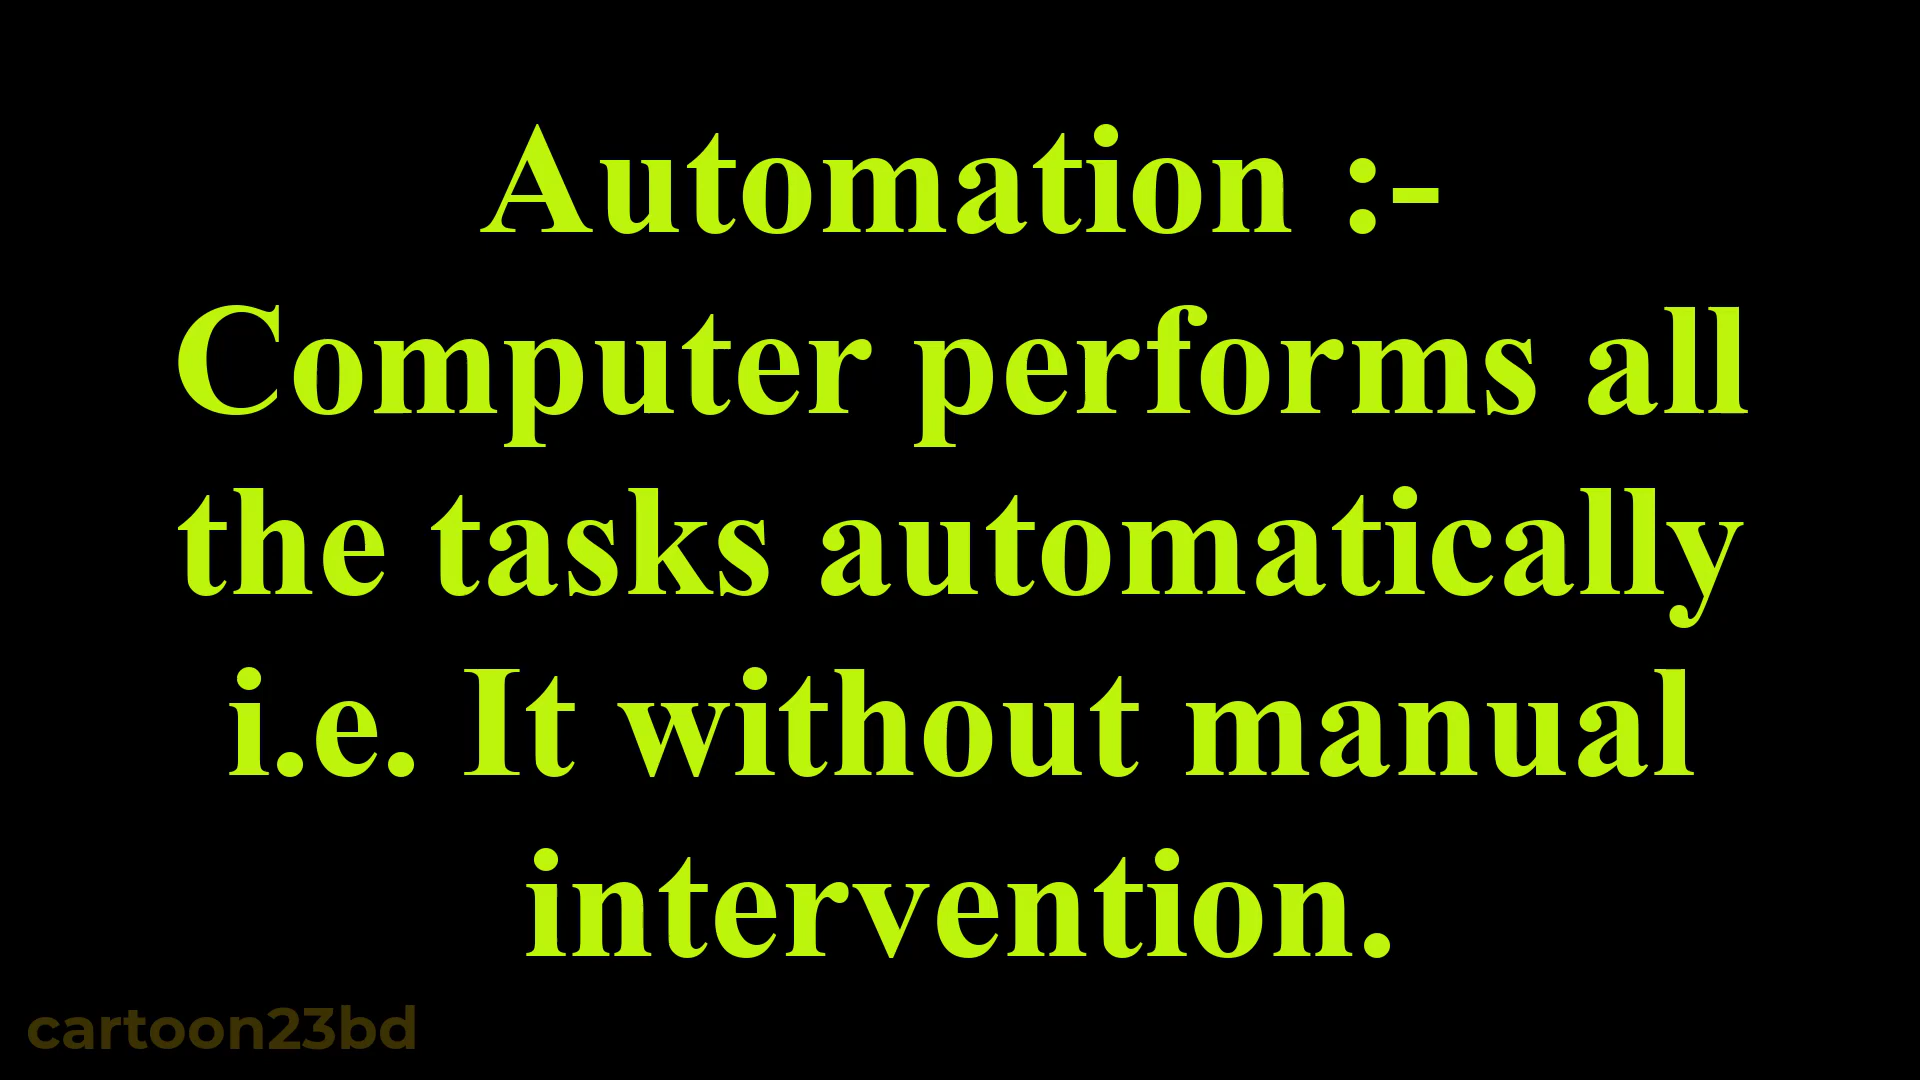 Automation :-
Computer performs all
the tasks automatically
i.e. It without manual
intervention.
cartoon23bd